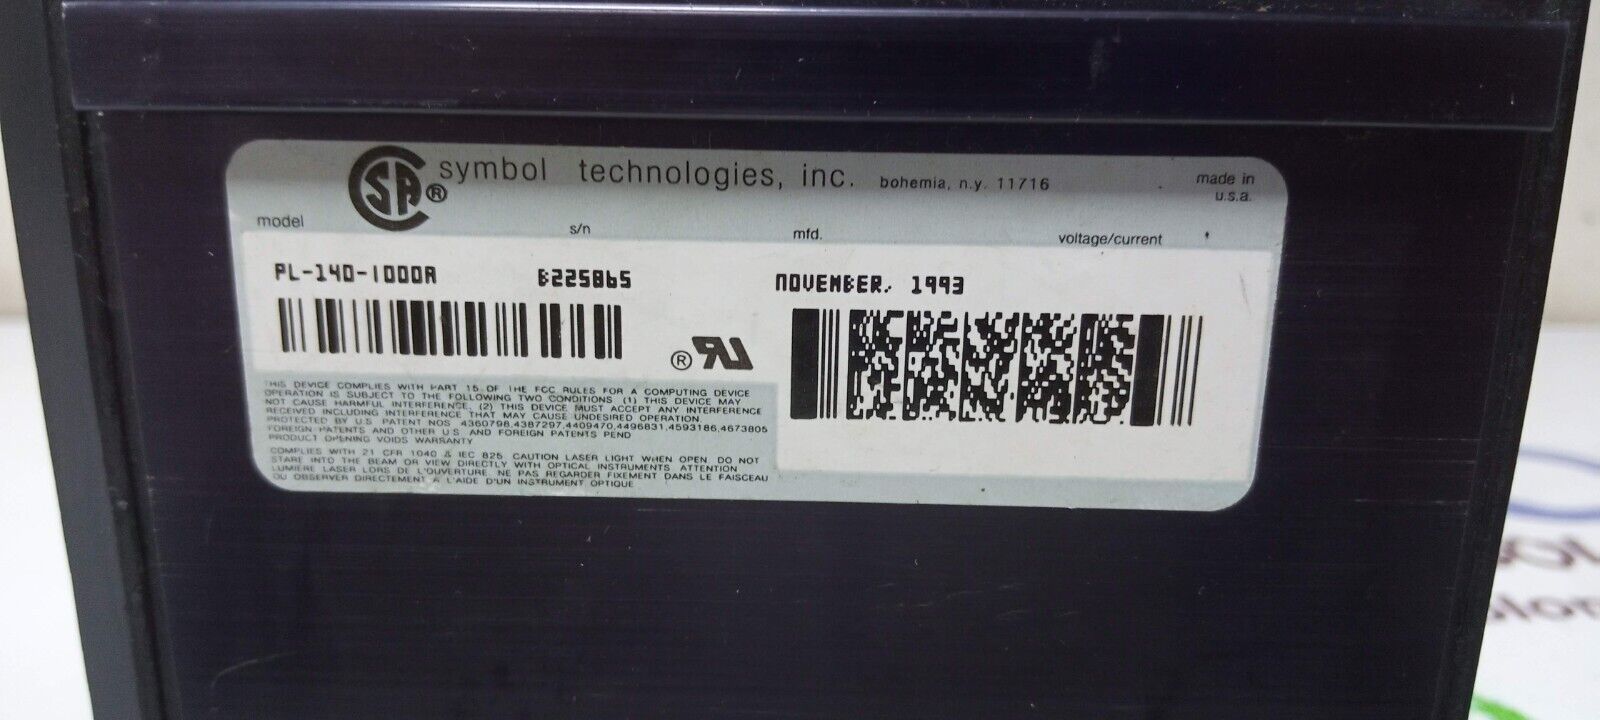 SA® symbol technologies, inc. bohemia, n.y. 11716 made in
u.s.a.
model s/n mfd. voltage/current
PL-140-1000A B225865 NOVEMBER, 1993
® UR
THIS DEVICE COMPLIES WITH PART 15 OF THE FCC RULES FOR A COMPUTING DEVICE
OPERATION IS SUBJECT TO THE FOLLOWING TWO CONDITIONS (1) THIS DEVICE MAY
NOT CAUSE HARMFUL INTERFERENCE, (2) THIS DEVICE MUST ACCEPT ANY INTERFERENCE
RECEIVED INCLUDING INTERFERENCE THAT MAY CAUSE UNDESIRED OPERATION
PROTECTED BY U.S. PATENT NOS 4360798,4387297,4409470,4496831,4593186,4673805
FOREIGN PATENTS AND OTHER U.S. AND FOREIGN PATENTS PEND
PRODUCT OPENING VOIDS WARRANTY
COMPLIES WITH 21 CFR 1040 & IEC 825. CAUTION LASER LIGHT WHEN OPEN. DO NOT
STARE INTO THE BEAM OR VIEW DIRECTLY WITH OPTICAL INSTRUMENTS ATTENTION
LUMIERE LASER LORS DE L'OUVERTURE. NE PAS REGARDER FIXEMENT DANS LE FAISCEAU
OU OBSERVER DIRECTEMENT A L'AIDE D'UN INSTRUMENT OPTIQUE